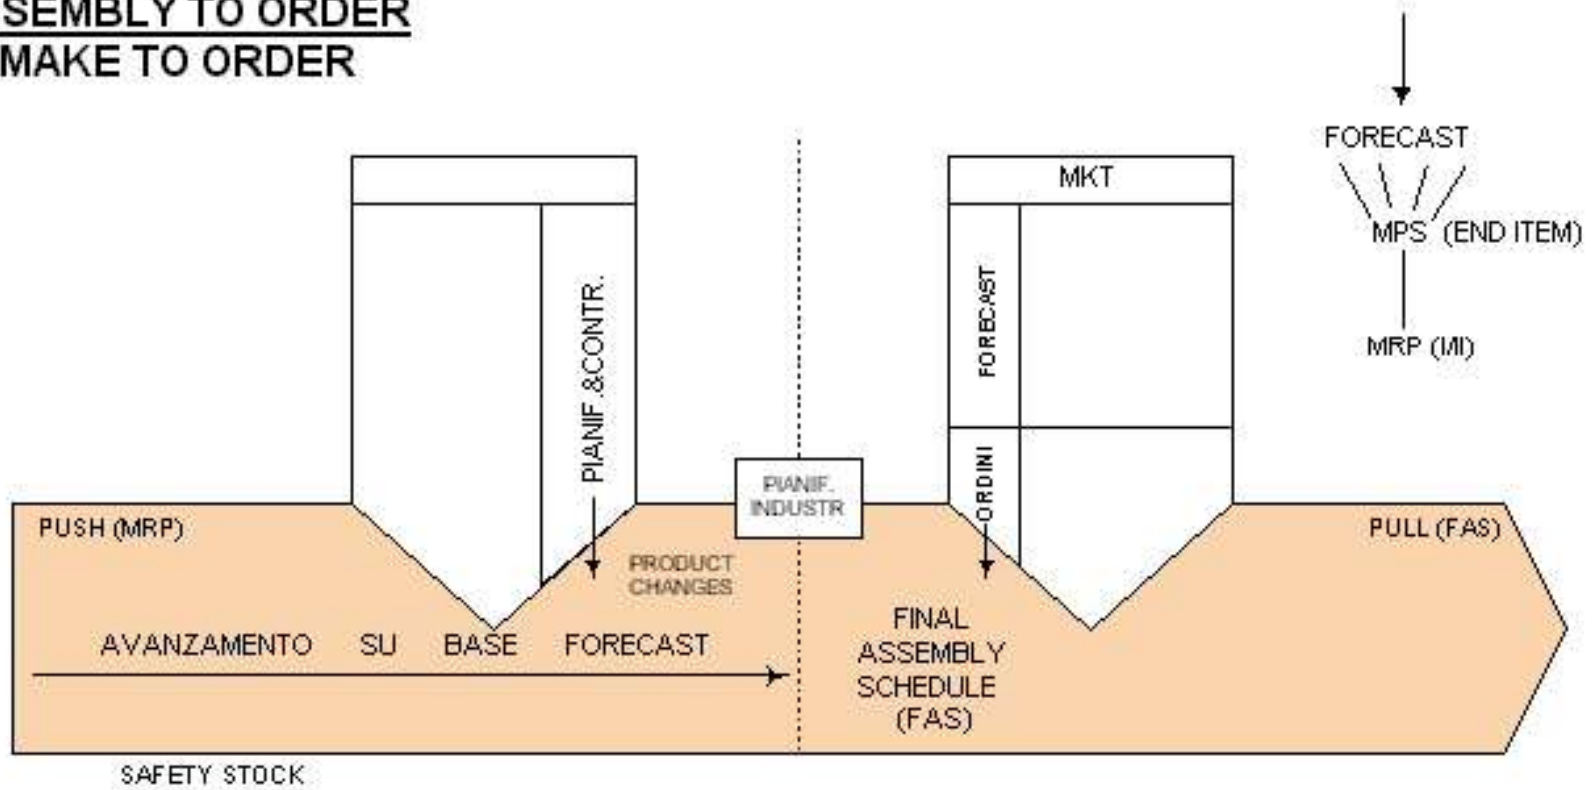 SEMBLY TO ORDER
MAKE TO ORDER
FORECAST
MPS (END ITEM)
MRP (I/I)
MKT
FORECAST
ORDINI
PIANIF.&CONTR.
PIANIF.
INDUSTR
PUSH (MRP)
PULL (FAS)
PRODUCT
CHANGES
AVANZAMENTO SU BASE FORECAST
FINAL
ASSEMBLY
SCHEDULE
(FAS)
SAFETY STOCK